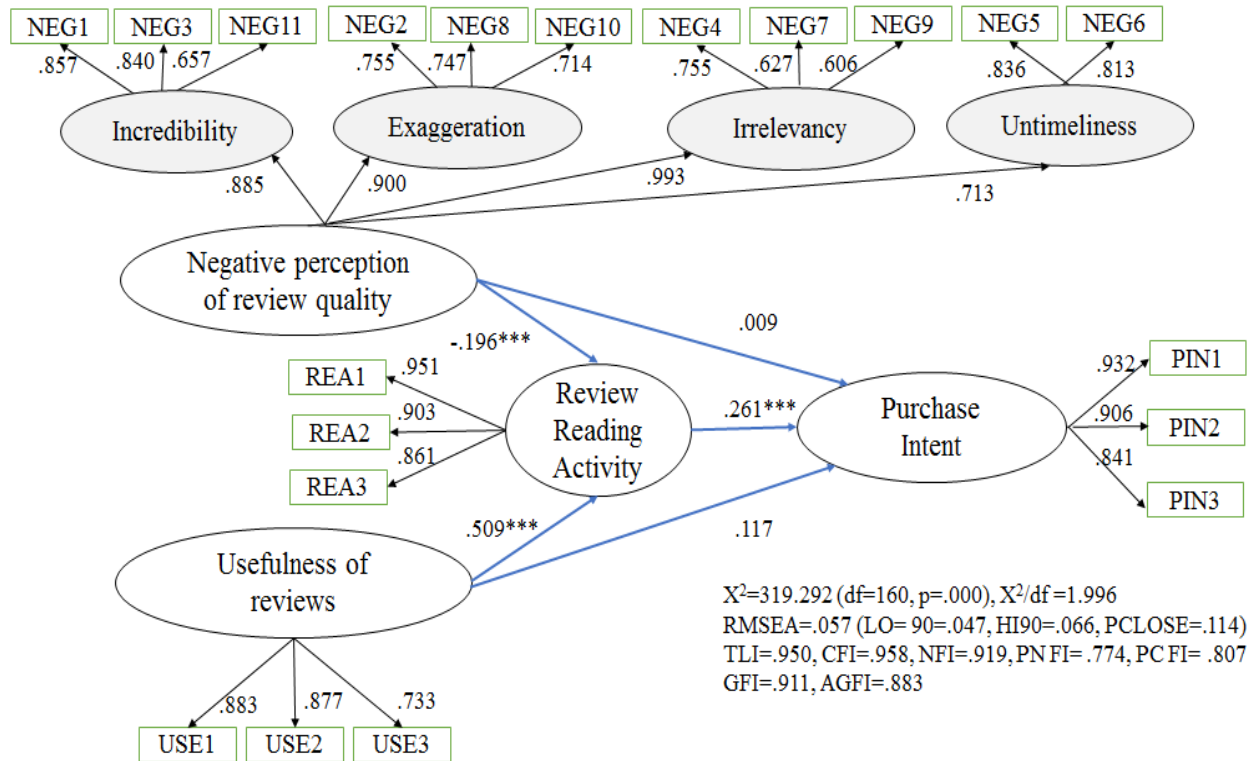 NEG1 NEG3 NEG11 NEG2 NEG8 NEG10 NEG4 NEG7 NEG9 NEG5 NEG6
.857 .840 .657 .755 .747 .714 .755 .627 .606 .836 .813
Incredibility Exaggeration Irrelevancy Untimeliness
.885 .900 .993 .713
Negative perception
of review quality
.009
-.196***
REA1 .951
REA2 .903
REA3 .861
Review
Reading
Activity
.261***
Purchase
Intent
.932 PIN1
.906 PIN2
.841 PIN3
.509***
.117
Usefulness of
reviews
.883 .877 .733
USE1 USE2 USE3
X²=319.292 (df=160, p=.000), X²/df =1.996
RMSEA=.057 (LO= 90=.047, HI90=.066, PCLOSE=.114)
TLI=.950, CFI=.958, NFI=.919, PN FI= .774, PC FI= .807
GFI=.911, AGFI=.883